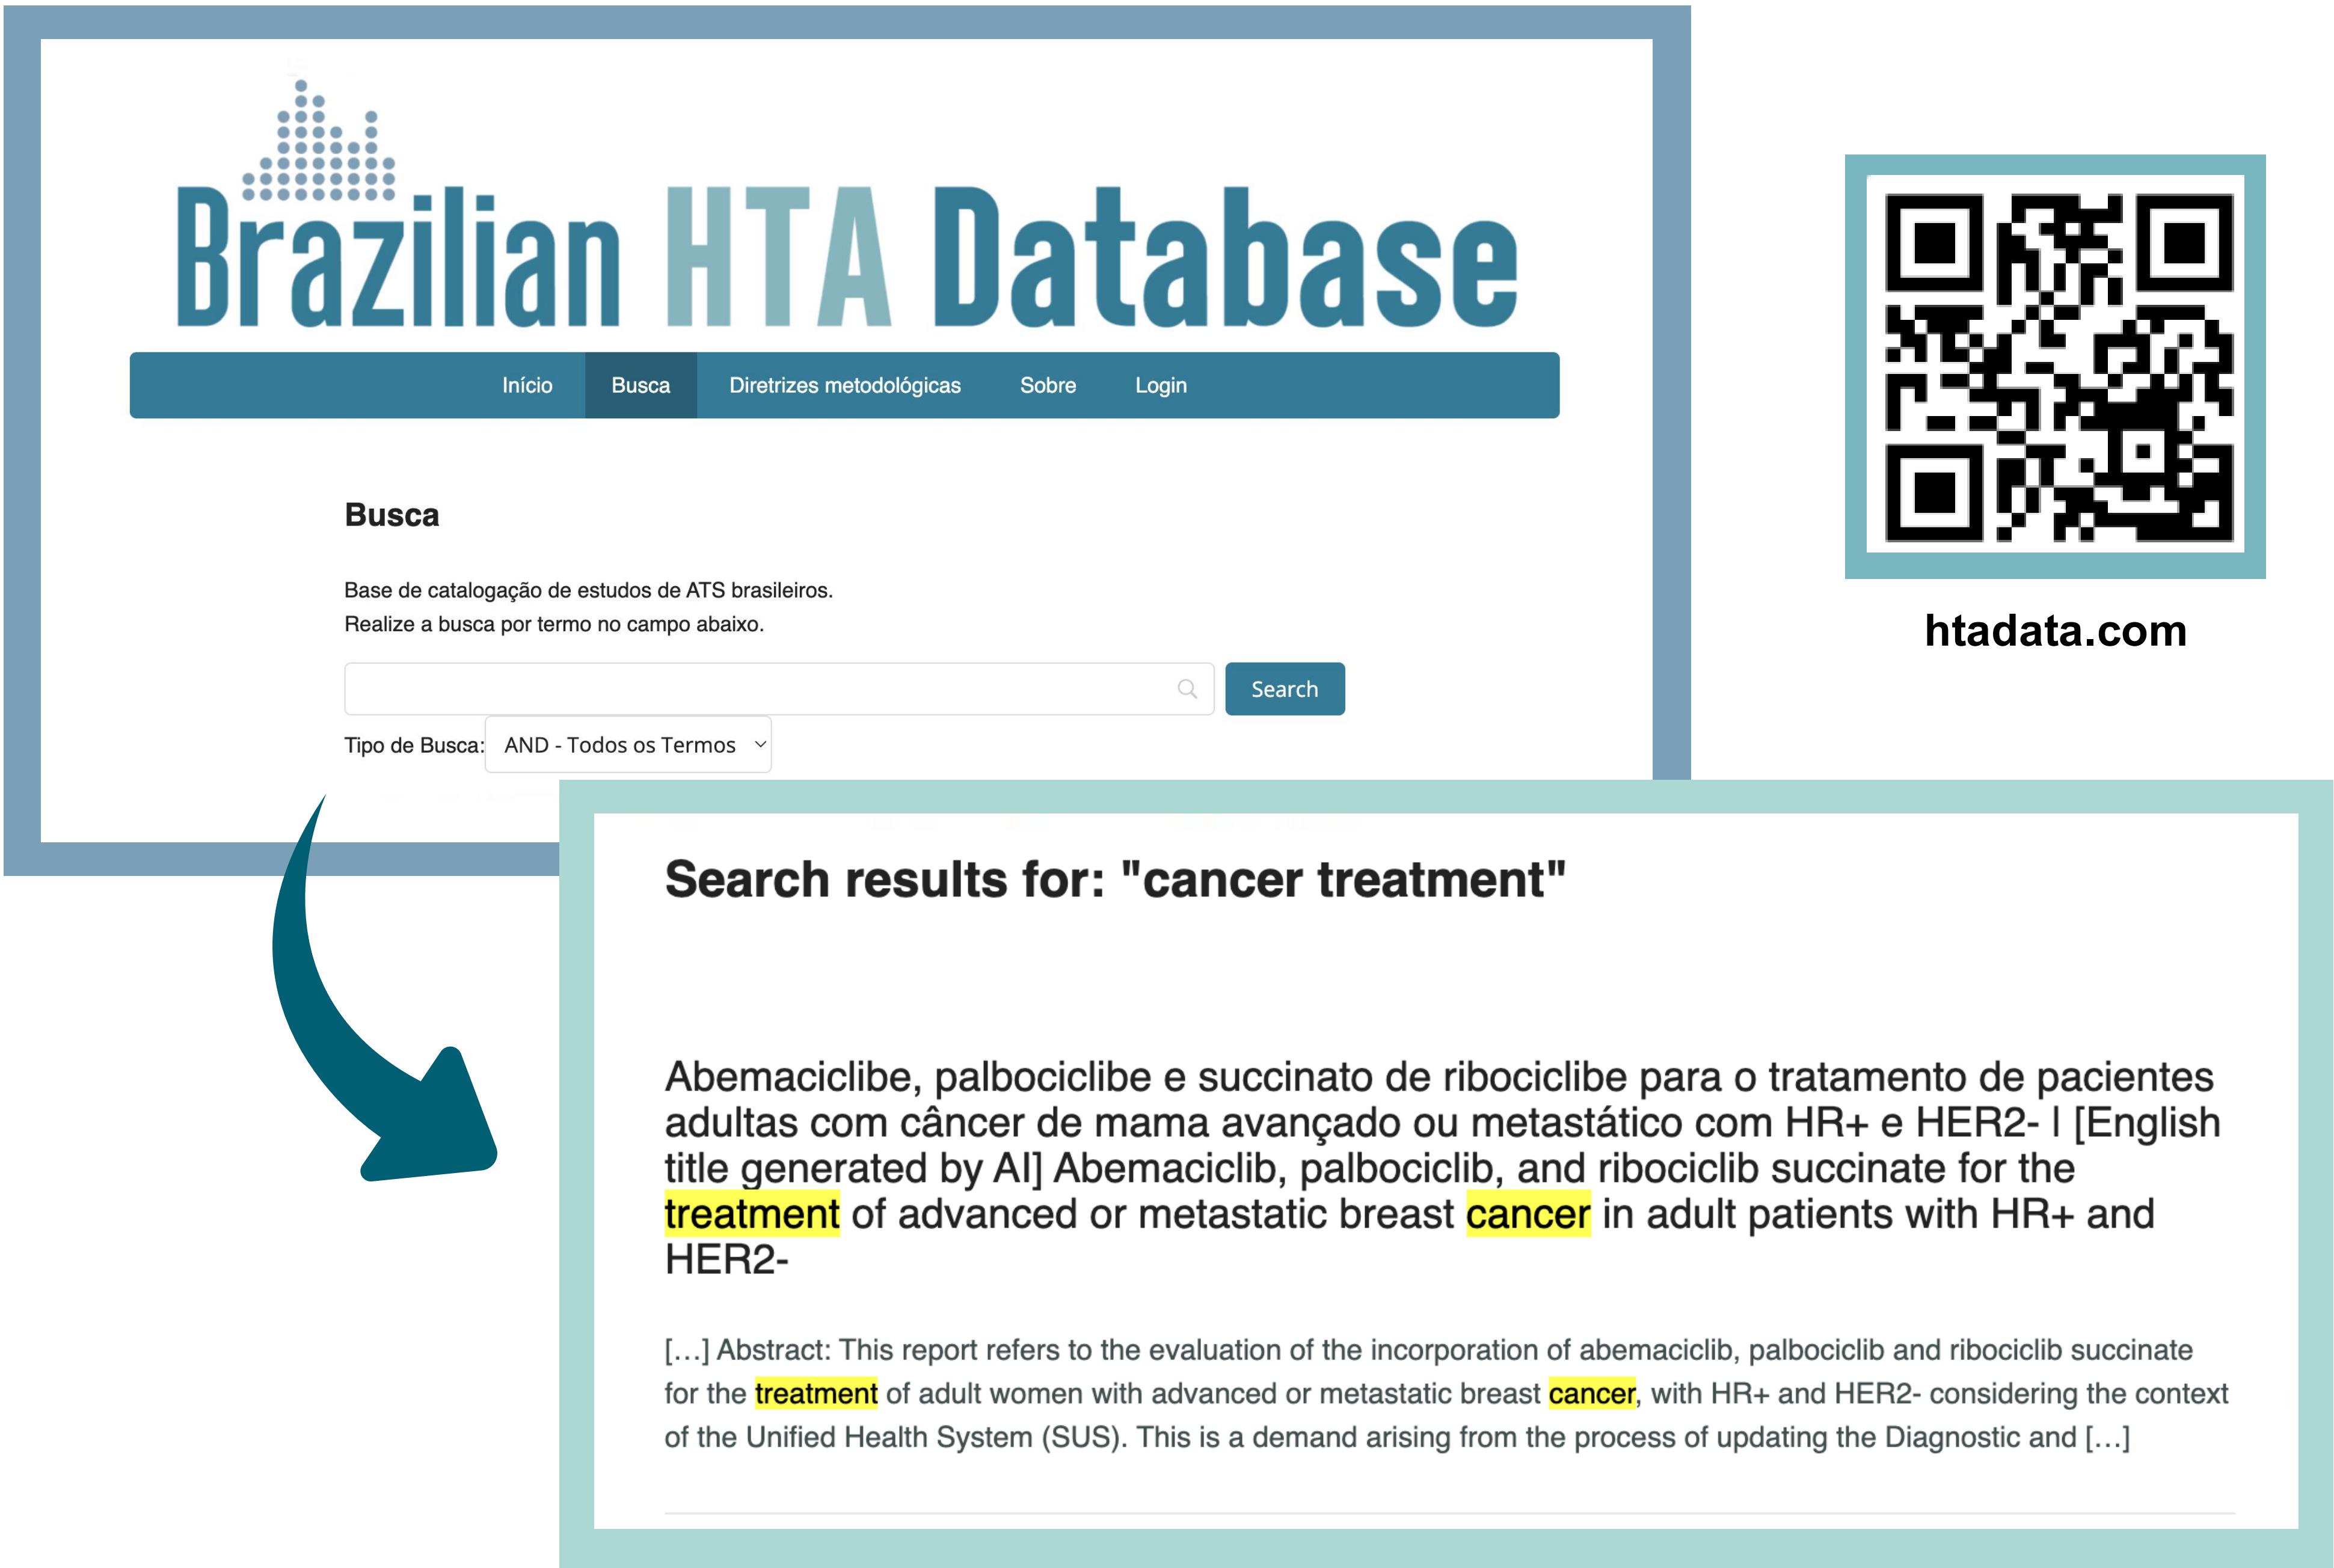 Brazilian HTA Database
Início Busca Diretrizes metodológicas Sobre Login
Busca
Base de catalogação de estudos de ATS brasileiros.
Realize a busca por termo no campo abaixo.
Search
Tipo de Busca: AND - Todos os Termos
htadata.com
Search results for: "cancer treatment"
Abemaciclibe, palbociclibe e succinato de ribociclibe para o tratamento de pacientes
adultas com câncer de mama avançado ou metastático com HR+ e HER2- | [English
title generated by AI] Abemaciclib, palbociclib, and ribociclib succinate for the
treatment of advanced or metastatic breast cancer in adult patients with HR+ and
HER2-
[…] Abstract: This report refers to the evaluation of the incorporation of abemaciclib, palbociclib and ribociclib succinate
for the treatment of adult women with advanced or metastatic breast cancer, with HR+ and HER2- considering the context
of the Unified Health System (SUS). This is a demand arising from the process of updating the Diagnostic and […]